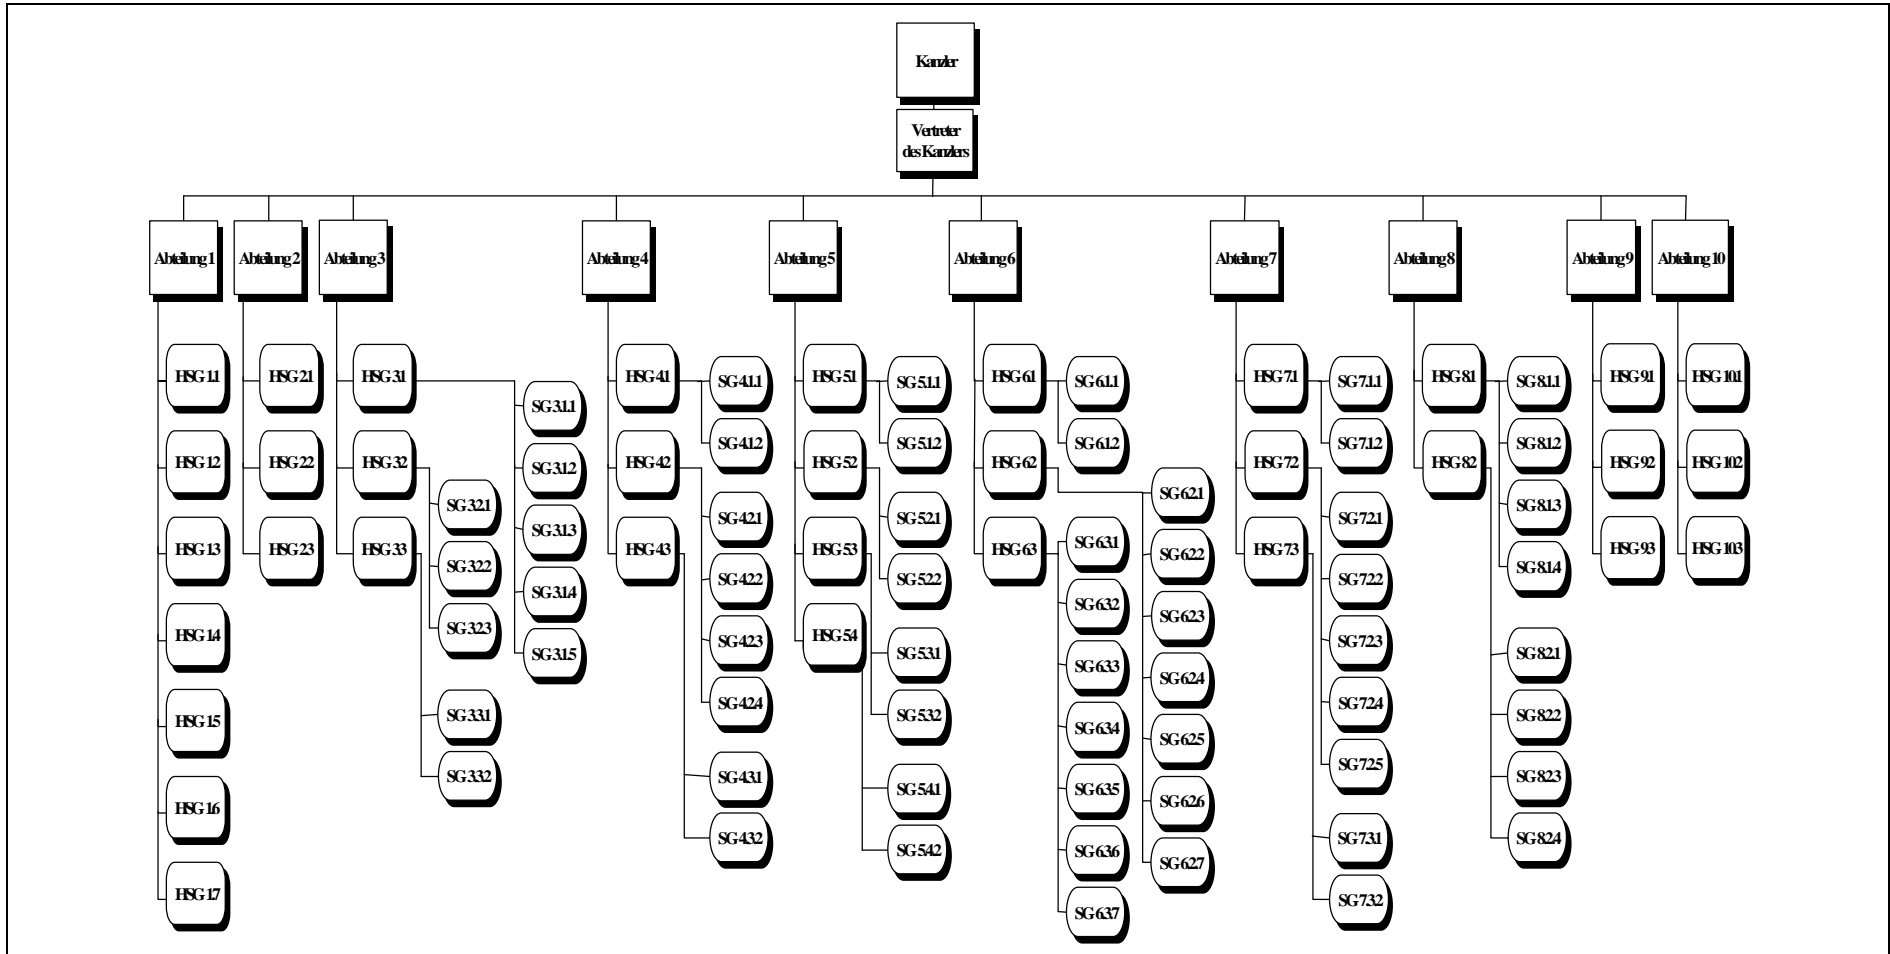 Kanzler
Vertreter
des Kanzlers
Abteilung 1
Abteilung 2
Abteilung 3
Abteilung 4
Abteilung 5
Abteilung 6
Abteilung 7
Abteilung 8
Abteilung 9
Abteilung 10
HSG 1.1
HSG 1.2
HSG 1.3
HSG 1.4
HSG 1.5
HSG 1.6
HSG 1.7
HSG 2.1
HSG 2.2
HSG 2.3
HSG 3.1
HSG 3.2
HSG 3.3
SG 3.1.1
SG 3.1.2
SG 3.1.3
SG 3.1.4
SG 3.1.5
SG 3.2.1
SG 3.2.2
SG 3.2.3
SG 3.3.1
SG 3.3.2
HSG 4.1
HSG 4.2
HSG 4.3
SG 4.1.1
SG 4.1.2
SG 4.2.1
SG 4.2.2
SG 4.2.3
SG 4.2.4
SG 4.3.1
SG 4.3.2
HSG 5.1
HSG 5.2
HSG 5.3
HSG 5.4
SG 5.1.1
SG 5.1.2
SG 5.2.1
SG 5.2.2
SG 5.3.1
SG 5.3.2
SG 5.4.1
SG 5.4.2
HSG 6.1
HSG 6.2
HSG 6.3
SG 6.1.1
SG 6.1.2
SG 6.2.1
SG 6.2.2
SG 6.2.3
SG 6.2.4
SG 6.2.5
SG 6.2.6
SG 6.2.7
SG 6.3.1
SG 6.3.2
SG 6.3.3
SG 6.3.4
SG 6.3.5
SG 6.3.6
SG 6.3.7
HSG 7.1
HSG 7.2
HSG 7.3
SG 7.1.1
SG 7.1.2
SG 7.2.1
SG 7.2.2
SG 7.2.3
SG 7.2.4
SG 7.2.5
SG 7.3.1
SG 7.3.2
HSG 8.1
HSG 8.2
SG 8.1.1
SG 8.1.2
SG 8.1.3
SG 8.1.4
SG 8.2.1
SG 8.2.2
SG 8.2.3
SG 8.2.4
HSG 9.1
HSG 9.2
HSG 9.3
HSG 10.1
HSG 10.2
HSG 10.3